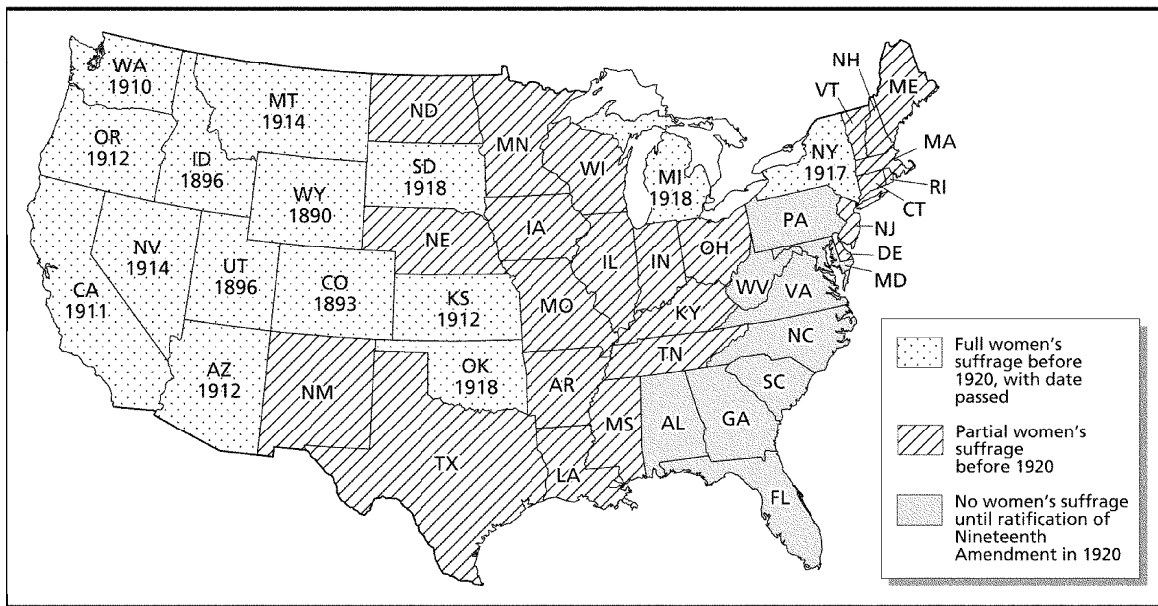 WA
1910
MT
1914
ND
MN
NH
VT
ME
OR
1912
ID
1896
SD
1918
WI
MI
1918
NY
1917
MA
RI
CT
WY
1890
NE
IA
PA
NJ
DE
MD
NV
1914
UT
1896
CO
1893
KS
1912
IL
IN
OH
WV
VA
CA
1911
MO
KY
NC
AZ
1912
NM
OK
1918
AR
TN
SC
TX
LA
MS
AL
GA
FL
Full women's
suffrage before
1920, with date
passed
Partial women's
suffrage
before 1920
No women's suffrage
until ratification of
Nineteenth
Amendment in 1920